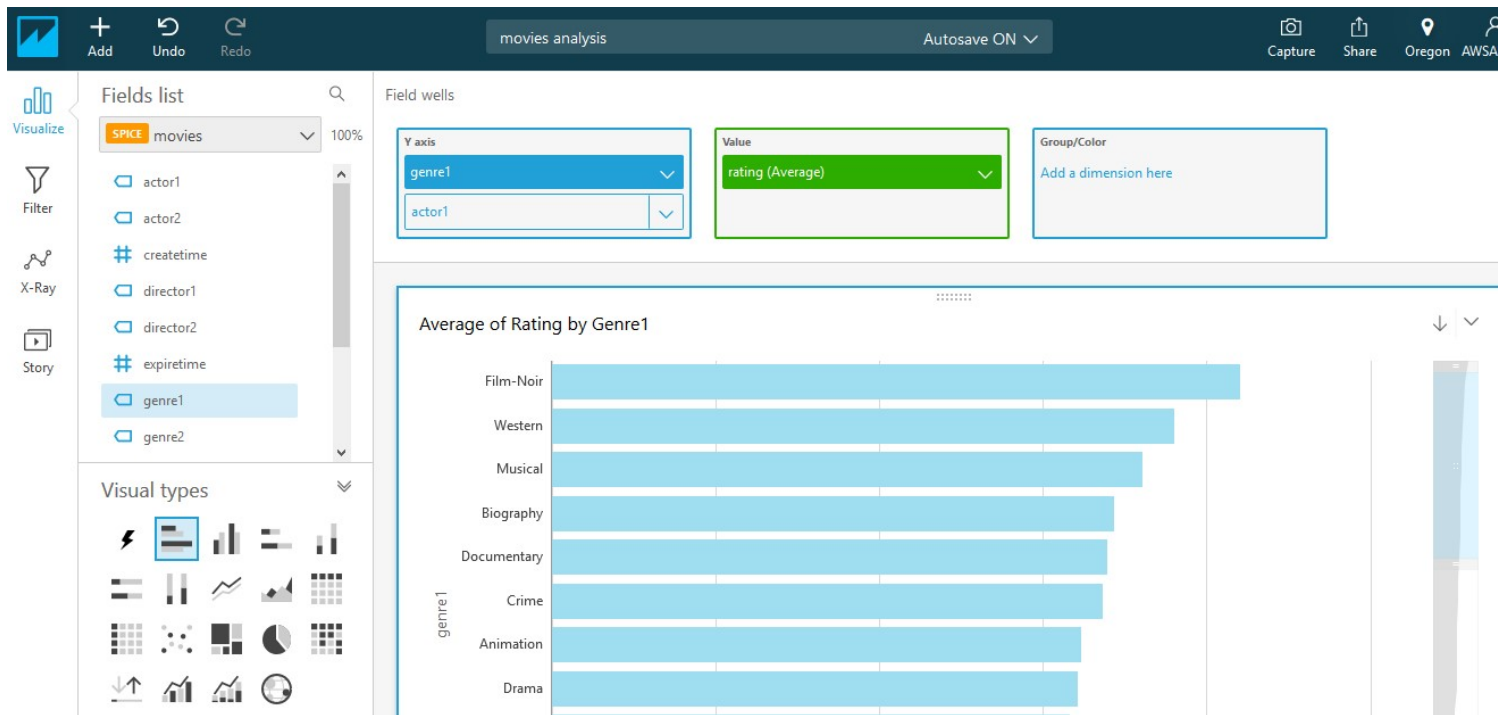 Add
Undo
Redo
movies analysis
Autosave ON
Capture
Share
Oregon
AWSA
Visualize
Filter
X-Ray
Story
Fields list
SPICE movies
100%
actor1
actor2
createtime
director1
director2
expiretime
genre1
genre2
Visual types
Field wells
Y axis
genre1
actor1
Value
rating (Average)
Group/Color
Add a dimension here
Average of Rating by Genre1
genre1
Film-Noir
Western
Musical
Biography
Documentary
Crime
Animation
Drama